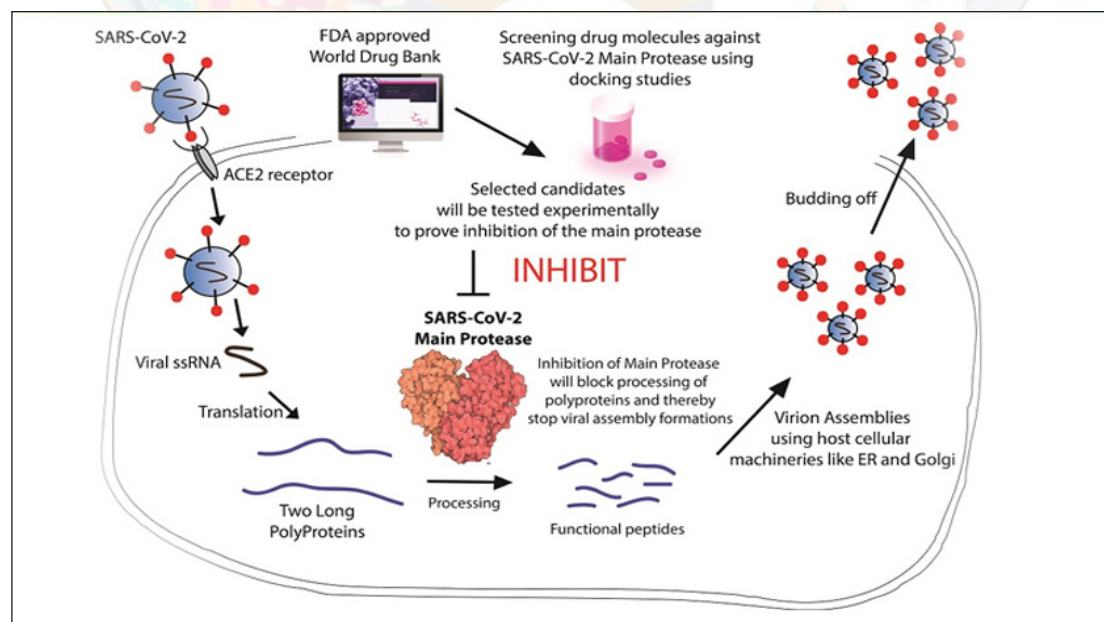 SARS-CoV-2
FDA approved
World Drug Bank
Screening drug molecules against
SARS-CoV-2 Main Protease using
docking studies
ACE2 receptor
Selected candidates
will be tested experimentally
to prove inhibition of the main protease
INHIBIT
Budding off
SARS-CoV-2
Main Protease
Viral ssRNA
Inhibition of Main Protease
will block processing of
polyproteins and thereby
stop viral assembly formations
Translation
Virion Assemblies
using host cellular
machineries like ER and Golgi
Processing
Two Long
PolyProteins
Functional peptides